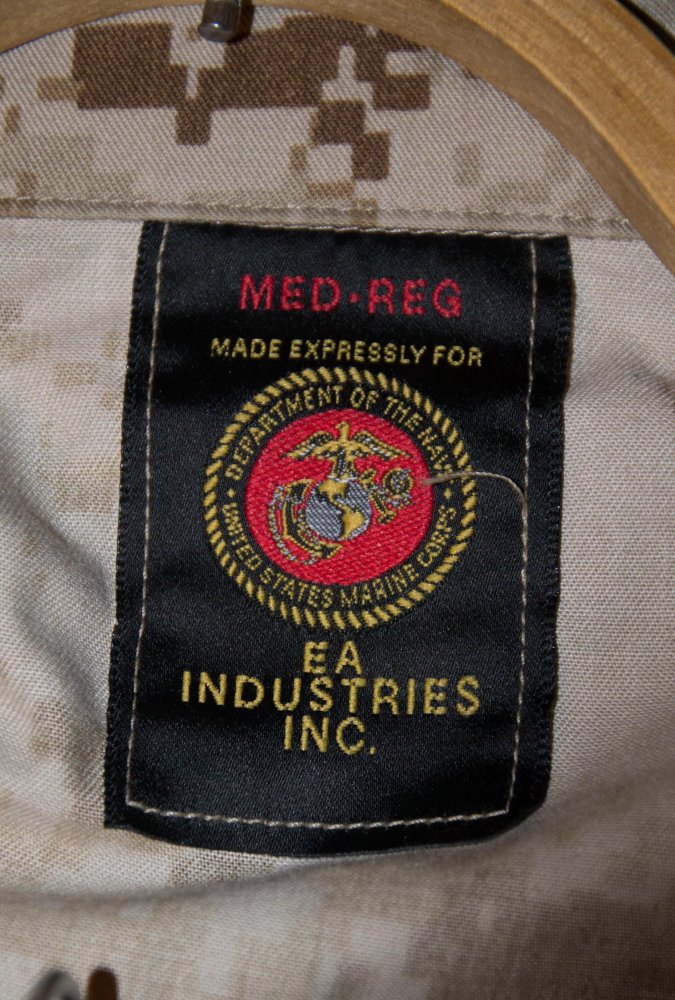 MED·REG
MADE EXPRESSLY FOR
DEPARTMENT OF THE NAVY
· UNITED STATES MARINE CORPS ·
EA
INDUSTRIES
INC.